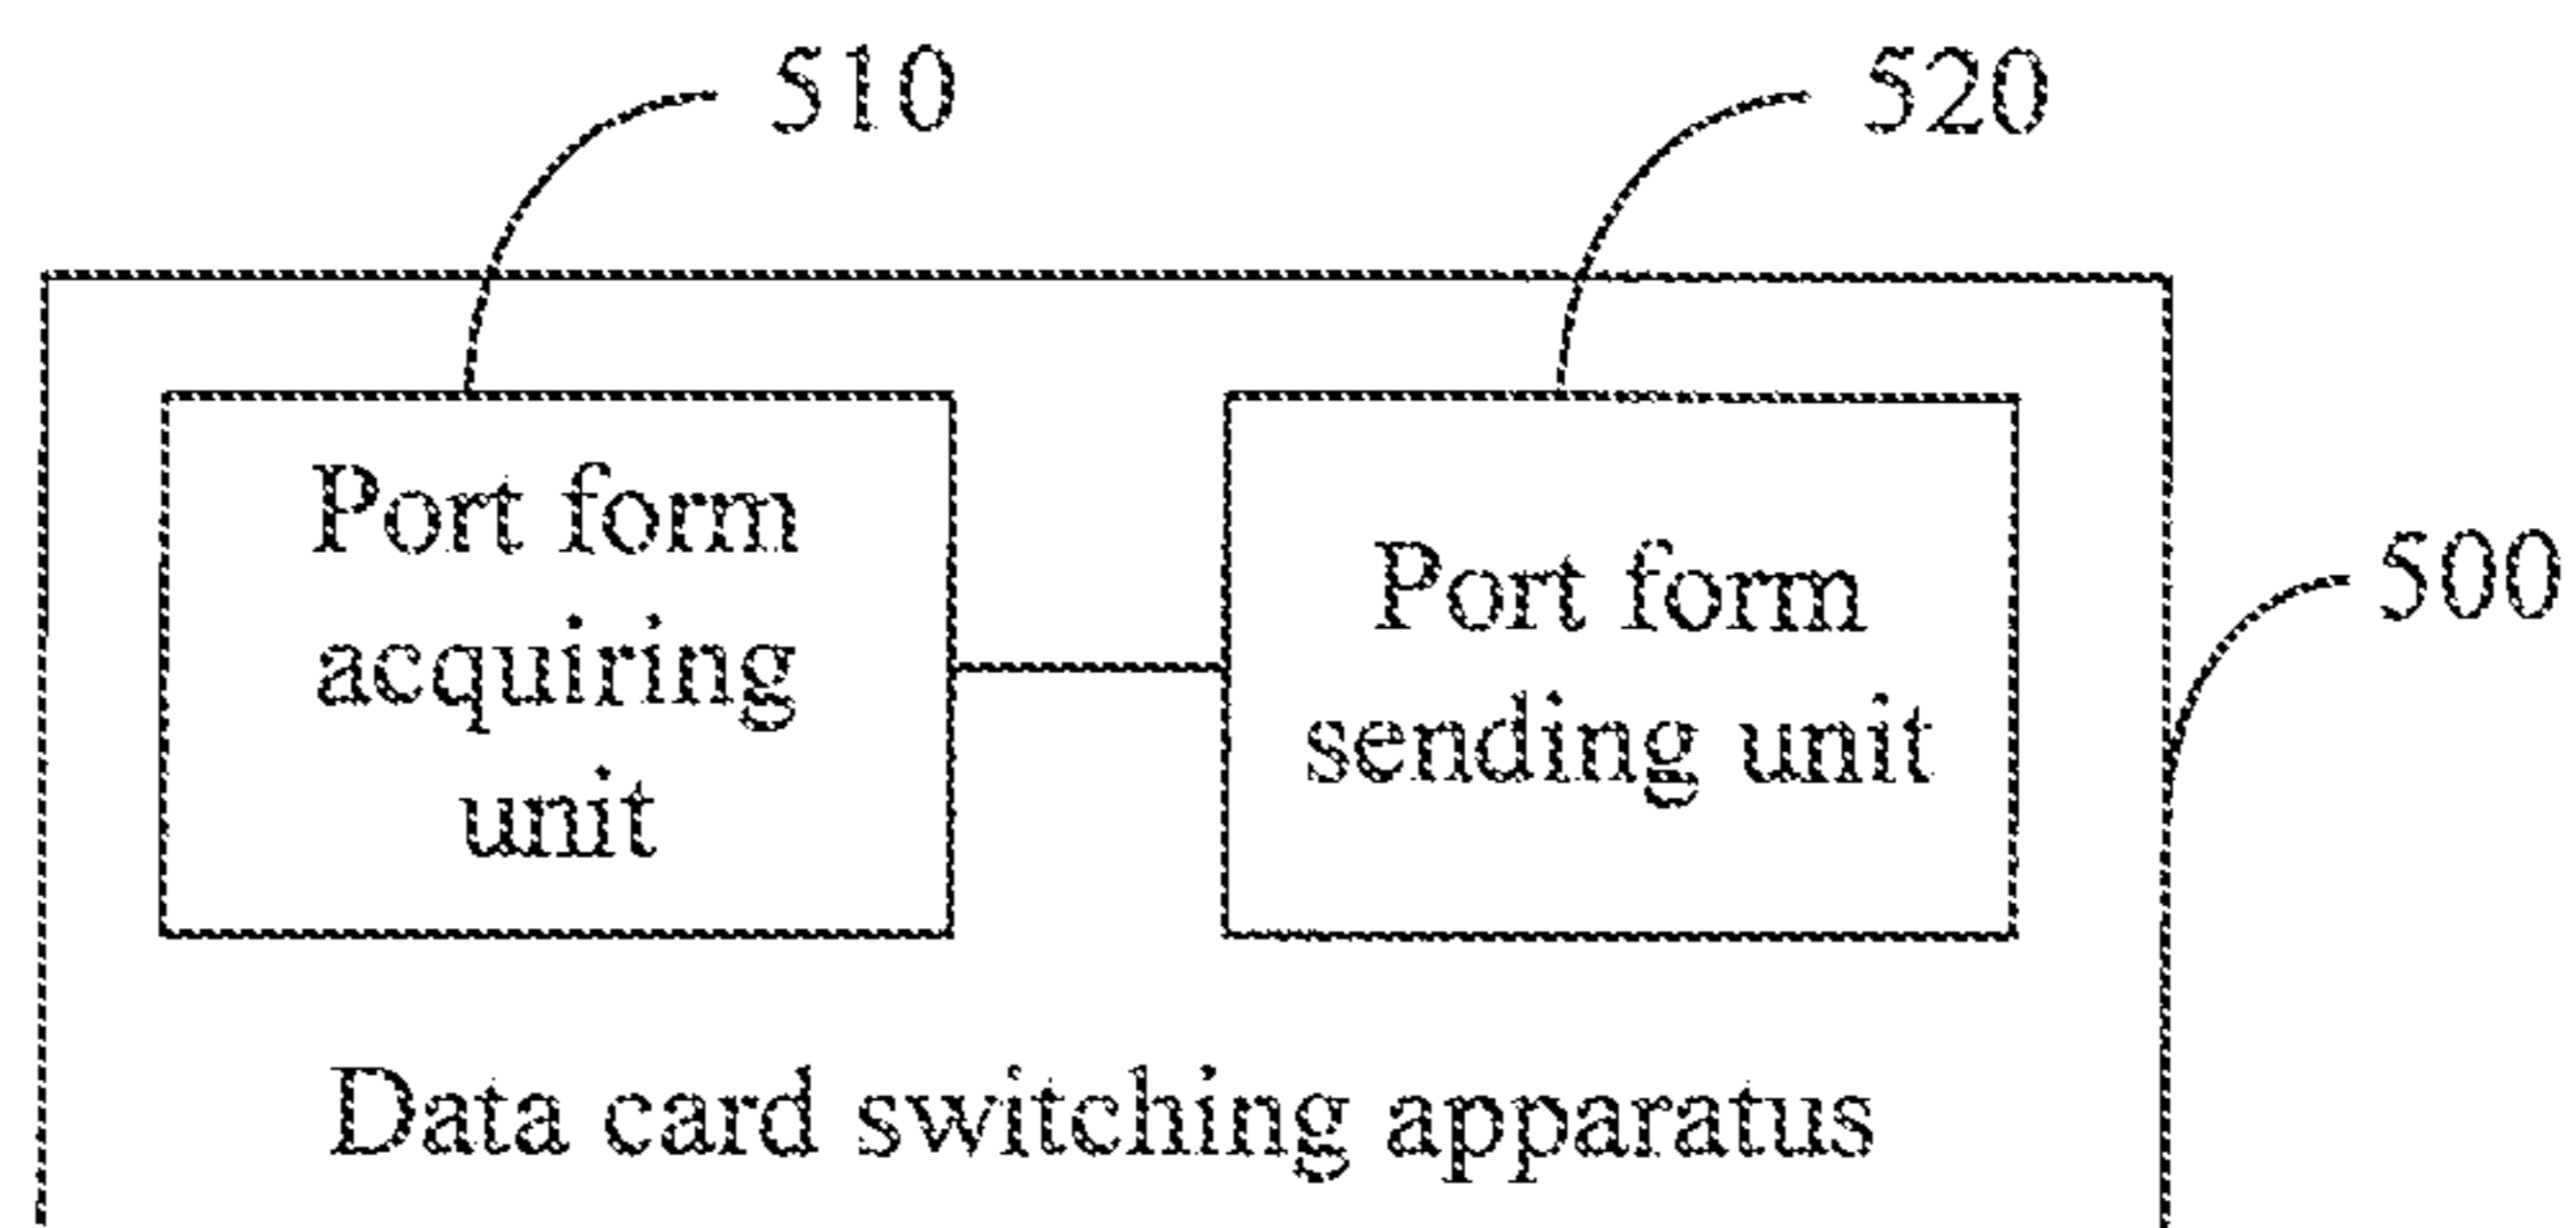 510
520
Port form
acquiring
unit
Port form
sending unit
500
Data card switching apparatus